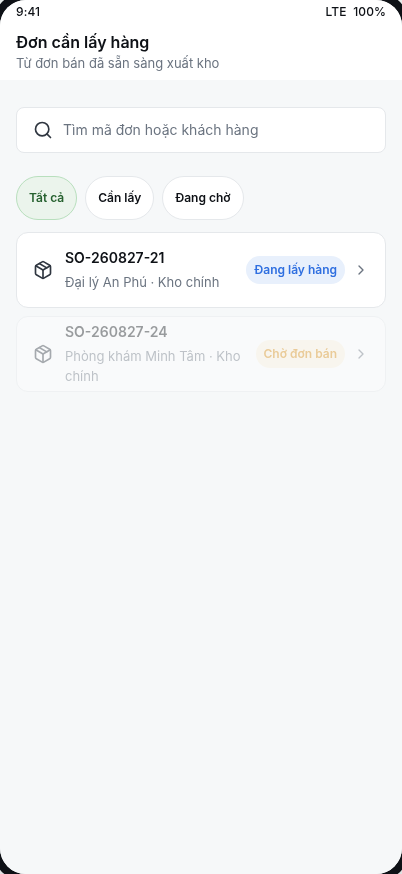 9:41 LTE 100%
Đơn cần lấy hàng
Từ đơn bán đã sẵn sàng xuất kho
Tìm mã đơn hoặc khách hàng
Tất cả Cần lấy Đang chờ
SO-260827-21
Đại lý An Phú · Kho chính
Đang lấy hàng
SO-260827-24
Phòng khám Minh Tâm · Kho
chính
Chờ đơn bán